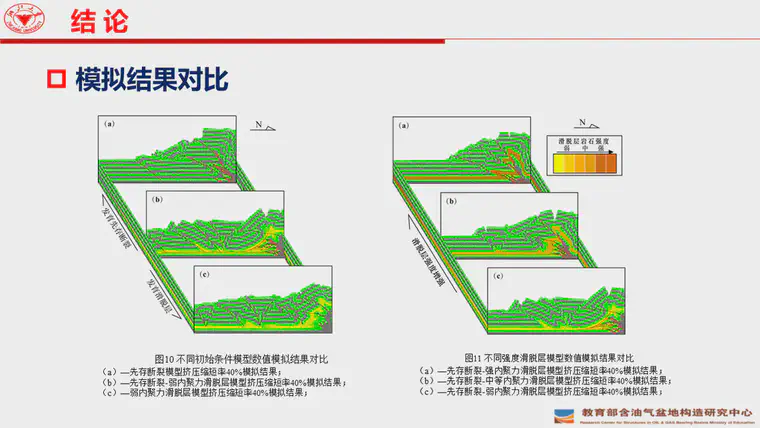 结 论
模拟结果对比
(a)
N
(b)
发育先存断裂
(c)
发育滑脱层
图10 不同初始条件模型数值模拟结果对比
(a)—先存断裂模型挤压缩短率40%模拟结果；
(b)—先存断裂-弱内聚力滑脱层模型挤压缩短率40%模拟结果；
(c)—弱内聚力滑脱层模型挤压缩短率40%模拟结果；
(a)
N
滑脱层岩石强度
弱 中 强
(b)
滑脱层强度增强
(c)
图11 不同强度滑脱层模型数值模拟结果对比
(a)—先存断裂-强内聚力滑脱层模型挤压缩短率40%模拟结果；
(b)—先存断裂-中等内聚力滑脱层模型挤压缩短率40%模拟结果；
(c)—先存断裂-弱内聚力滑脱层模型挤压缩短率40%模拟结果；
教育部含油气盆地构造研究中心
Research Center for Structures in Oil & Gas Bearing Basins Ministry of Education